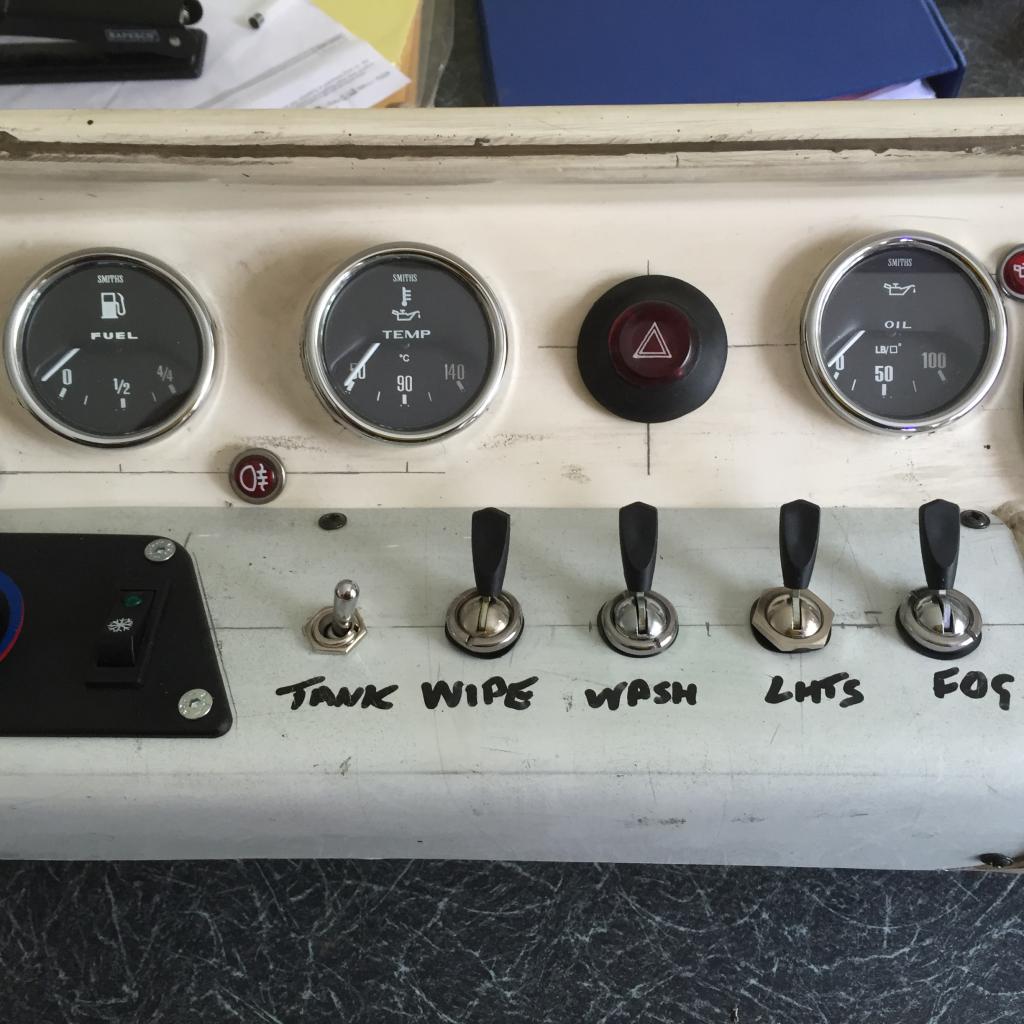 RAPESCO
SMITHS
FUEL
0 1/2 4/4
SMITHS
TEMP
°C
50 90 140
SMITHS
OIL
LB/□"
0 50 100
TANK WIPE WASH LHTS FOG